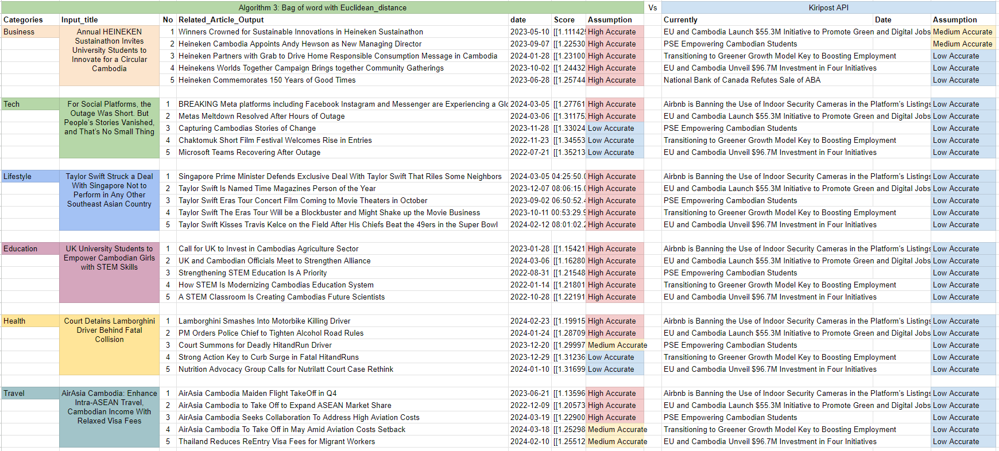 Algorithm 3: Bag of word with Euclidean_distance Vs Kiripost API
Categories Input_title No Related_Article_Output date Score Assumption Currently Date Assumption
Business Annual HEINEKEN Sustainathon Invites University Students to Innovate for a Circular Cambodia
1 Winners Crowned for Sustainable Innovations in Heineken Sustainathon 2023-05-10 [[1.111425 High Accurate EU and Cambodia Launch $55.3M Initiative to Promote Green and Digital Jobs Medium Accurate
2 Heineken Cambodia Appoints Andy Hewson as New Managing Director 2023-09-07 [[1.22530 High Accurate PSE Empowering Cambodian Students Medium Accurate
3 Heineken Partners with Grab to Drive Home Responsible Consumption Message in Cambodia 2024-01-28 [[1.23100 High Accurate Transitioning to Greener Growth Model Key to Boosting Employment Low Accurate
4 Heinekens Worlds Together Campaign Brings together Community Gatherings 2023-10-02 [[1.24432 High Accurate EU and Cambodia Unveil $96.7M Investment in Four Initiatives Low Accurate
5 Heineken Commemorates 150 Years of Good Times 2023-06-28 [[1.25744 High Accurate National Bank of Canada Refutes Sale of ABA Low Accurate
Tech For Social Platforms, the Outage Was Short. But People's Stories Vanished, and That's No Small Thing
1 BREAKING Meta platforms including Facebook Instagram and Messenger are Experiencing a Glo 2024-03-05 [[1.27761 High Accurate Airbnb is Banning the Use of Indoor Security Cameras in the Platform's Listings Low Accurate
2 Metas Meltdown Resolved After Hours of Outage 2024-03-06 [[1.31175 High Accurate EU and Cambodia Launch $55.3M Initiative to Promote Green and Digital Jobs Low Accurate
3 Capturing Cambodias Stories of Change 2023-11-28 [[1.33024 Low Accurate PSE Empowering Cambodian Students Low Accurate
4 Chaktomuk Short Film Festival Welcomes Rise in Entries 2022-11-23 [[1.34553 Low Accurate Transitioning to Greener Growth Model Key to Boosting Employment Low Accurate
5 Microsoft Teams Recovering After Outage 2022-07-21 [[1.35213 Low Accurate EU and Cambodia Unveil $96.7M Investment in Four Initiatives Low Accurate
Lifestyle Taylor Swift Struck a Deal With Singapore Not to Perform in Any Other Southeast Asian Country
1 Singapore Prime Minister Defends Exclusive Deal With Taylor Swift That Riles Some Neighbors 2024-03-05 04:25:50.0 High Accurate Airbnb is Banning the Use of Indoor Security Cameras in the Platform's Listings Low Accurate
2 Taylor Swift Is Named Time Magazines Person of the Year 2023-12-07 08:06:15.0 High Accurate EU and Cambodia Launch $55.3M Initiative to Promote Green and Digital Jobs Low Accurate
3 Taylor Swift Eras Tour Concert Film Coming to Movie Theaters in October 2023-09-02 06:50:52.4 High Accurate PSE Empowering Cambodian Students Low Accurate
4 Taylor Swift The Eras Tour Will be a Blockbuster and Might Shake up the Movie Business 2023-10-11 00:53:29.9 High Accurate Transitioning to Greener Growth Model Key to Boosting Employment Low Accurate
5 Taylor Swift Kisses Travis Kelce on the Field After His Chiefs Beat the 49ers in the Super Bowl 2024-02-12 08:01:02.2 High Accurate EU and Cambodia Unveil $96.7M Investment in Four Initiatives Low Accurate
Education UK University Students to Empower Cambodian Girls with STEM Skills
1 Call for UK to Invest in Cambodias Agriculture Sector 2023-01-28 [[1.15421 High Accurate Airbnb is Banning the Use of Indoor Security Cameras in the Platform's Listings Low Accurate
2 UK and Cambodian Officials Meet to Strengthen Alliance 2024-03-06 [[1.16280 High Accurate EU and Cambodia Launch $55.3M Initiative to Promote Green and Digital Jobs Low Accurate
3 Strengthening STEM Education Is A Priority 2022-08-31 [[1.21548 High Accurate PSE Empowering Cambodian Students Low Accurate
4 How STEM Is Modernizing Cambodias Education System 2022-01-14 [[1.21801 High Accurate Transitioning to Greener Growth Model Key to Boosting Employment Low Accurate
5 A STEM Classroom Is Creating Cambodias Future Scientists 2022-10-28 [[1.22191 High Accurate EU and Cambodia Unveil $96.7M Investment in Four Initiatives Low Accurate
Health Court Detains Lamborghini Driver Behind Fatal Collision
1 Lamborghini Smashes Into Motorbike Killing Driver 2024-02-23 [[1.19915 High Accurate Airbnb is Banning the Use of Indoor Security Cameras in the Platform's Listings Low Accurate
2 PM Orders Police Chief to Tighten Alcohol Road Rules 2024-01-24 [[1.28709 High Accurate EU and Cambodia Launch $55.3M Initiative to Promote Green and Digital Jobs Low Accurate
3 Court Summons for Deadly HitandRun Driver 2023-12-20 [[1.29997 Medium Accurate PSE Empowering Cambodian Students Low Accurate
4 Strong Action Key to Curb Surge in Fatal HitandRuns 2023-12-29 [[1.31236 Low Accurate Transitioning to Greener Growth Model Key to Boosting Employment Low Accurate
5 Nutrition Advocacy Group Calls for Nutrilatt Court Case Rethink 2024-01-10 [[1.31699 Low Accurate EU and Cambodia Unveil $96.7M Investment in Four Initiatives Low Accurate
Travel AirAsia Cambodia: Enhance Intra-ASEAN Travel, Cambodian Income With Relaxed Visa Fees
1 AirAsia Cambodia Maiden Flight TakeOff in Q4 2023-06-21 [[1.13596 High Accurate Airbnb is Banning the Use of Indoor Security Cameras in the Platform's Listings Low Accurate
2 AirAsia Cambodia to Take Off to Expand ASEAN Market Share 2022-12-09 [[1.20573 High Accurate EU and Cambodia Launch $55.3M Initiative to Promote Green and Digital Jobs Low Accurate
3 AirAsia Cambodia Seeks Collaboration To Address High Aviation Costs 2024-03-19 [[1.22900 High Accurate PSE Empowering Cambodian Students Low Accurate
4 AirAsia Cambodia To Take Off in May Amid Aviation Costs Setback 2024-03-18 [[1.25298 Medium Accurate Transitioning to Greener Growth Model Key to Boosting Employment Low Accurate
5 Thailand Reduces ReEntry Visa Fees for Migrant Workers 2024-02-10 [[1.25512 Medium Accurate EU and Cambodia Unveil $96.7M Investment in Four Initiatives Low Accurate